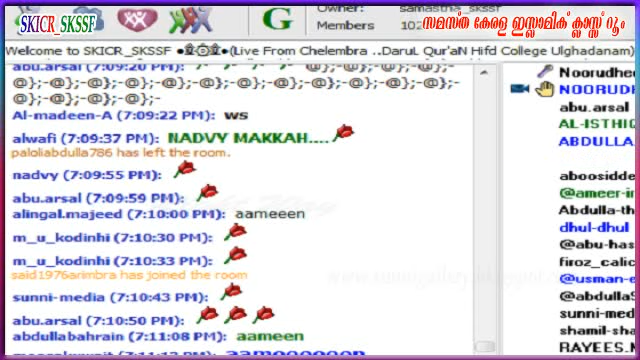 SKICR_SKSSF
G
Owner: samastha_skssf
Members 102
സമസ്ത കേരള ഇസ്ലാമിക് ക്ലാസ്സ് റൂം
Welcome to SKICR_SKSSF (Live From Chelembra ..DaruL Qur'aN Hifd College Ulghadanam)
abu.arsal (7:09:20 PM): @};-@};-@};-@};-
@};-@};-@};-@};-@};-@};-@};-@};-@};-@};-@};-
@};-@};-@};-@};-
Al-madeen-A (7:09:22 PM): ws
alwafi (7:09:37 PM): NADVY MAKKAH....
paloliabdulla786 has left the room.
nadvy (7:09:55 PM):
abu.arsal (7:09:59 PM):
alingal.majeed (7:10:00 PM): aameeen
m_u_kodinhi (7:10:30 PM):
m_u_kodinhi (7:10:33 PM):
said1976arimbra has joined the room
sunni-media (7:10:43 PM):
abu.arsal (7:10:50 PM):
abdullabahrain (7:11:08 PM): aameen
Noorudhee
NOORUDH
abu.arsal
AL-ISTHIQ
ABDULLA
aboosidde
@ameer-ir
Abdulla-th
dhul-dhul
@abu-has
firoz_calic
@usman-e
@abdullaS
sunni-med
shamil-sha
RAYEES.M